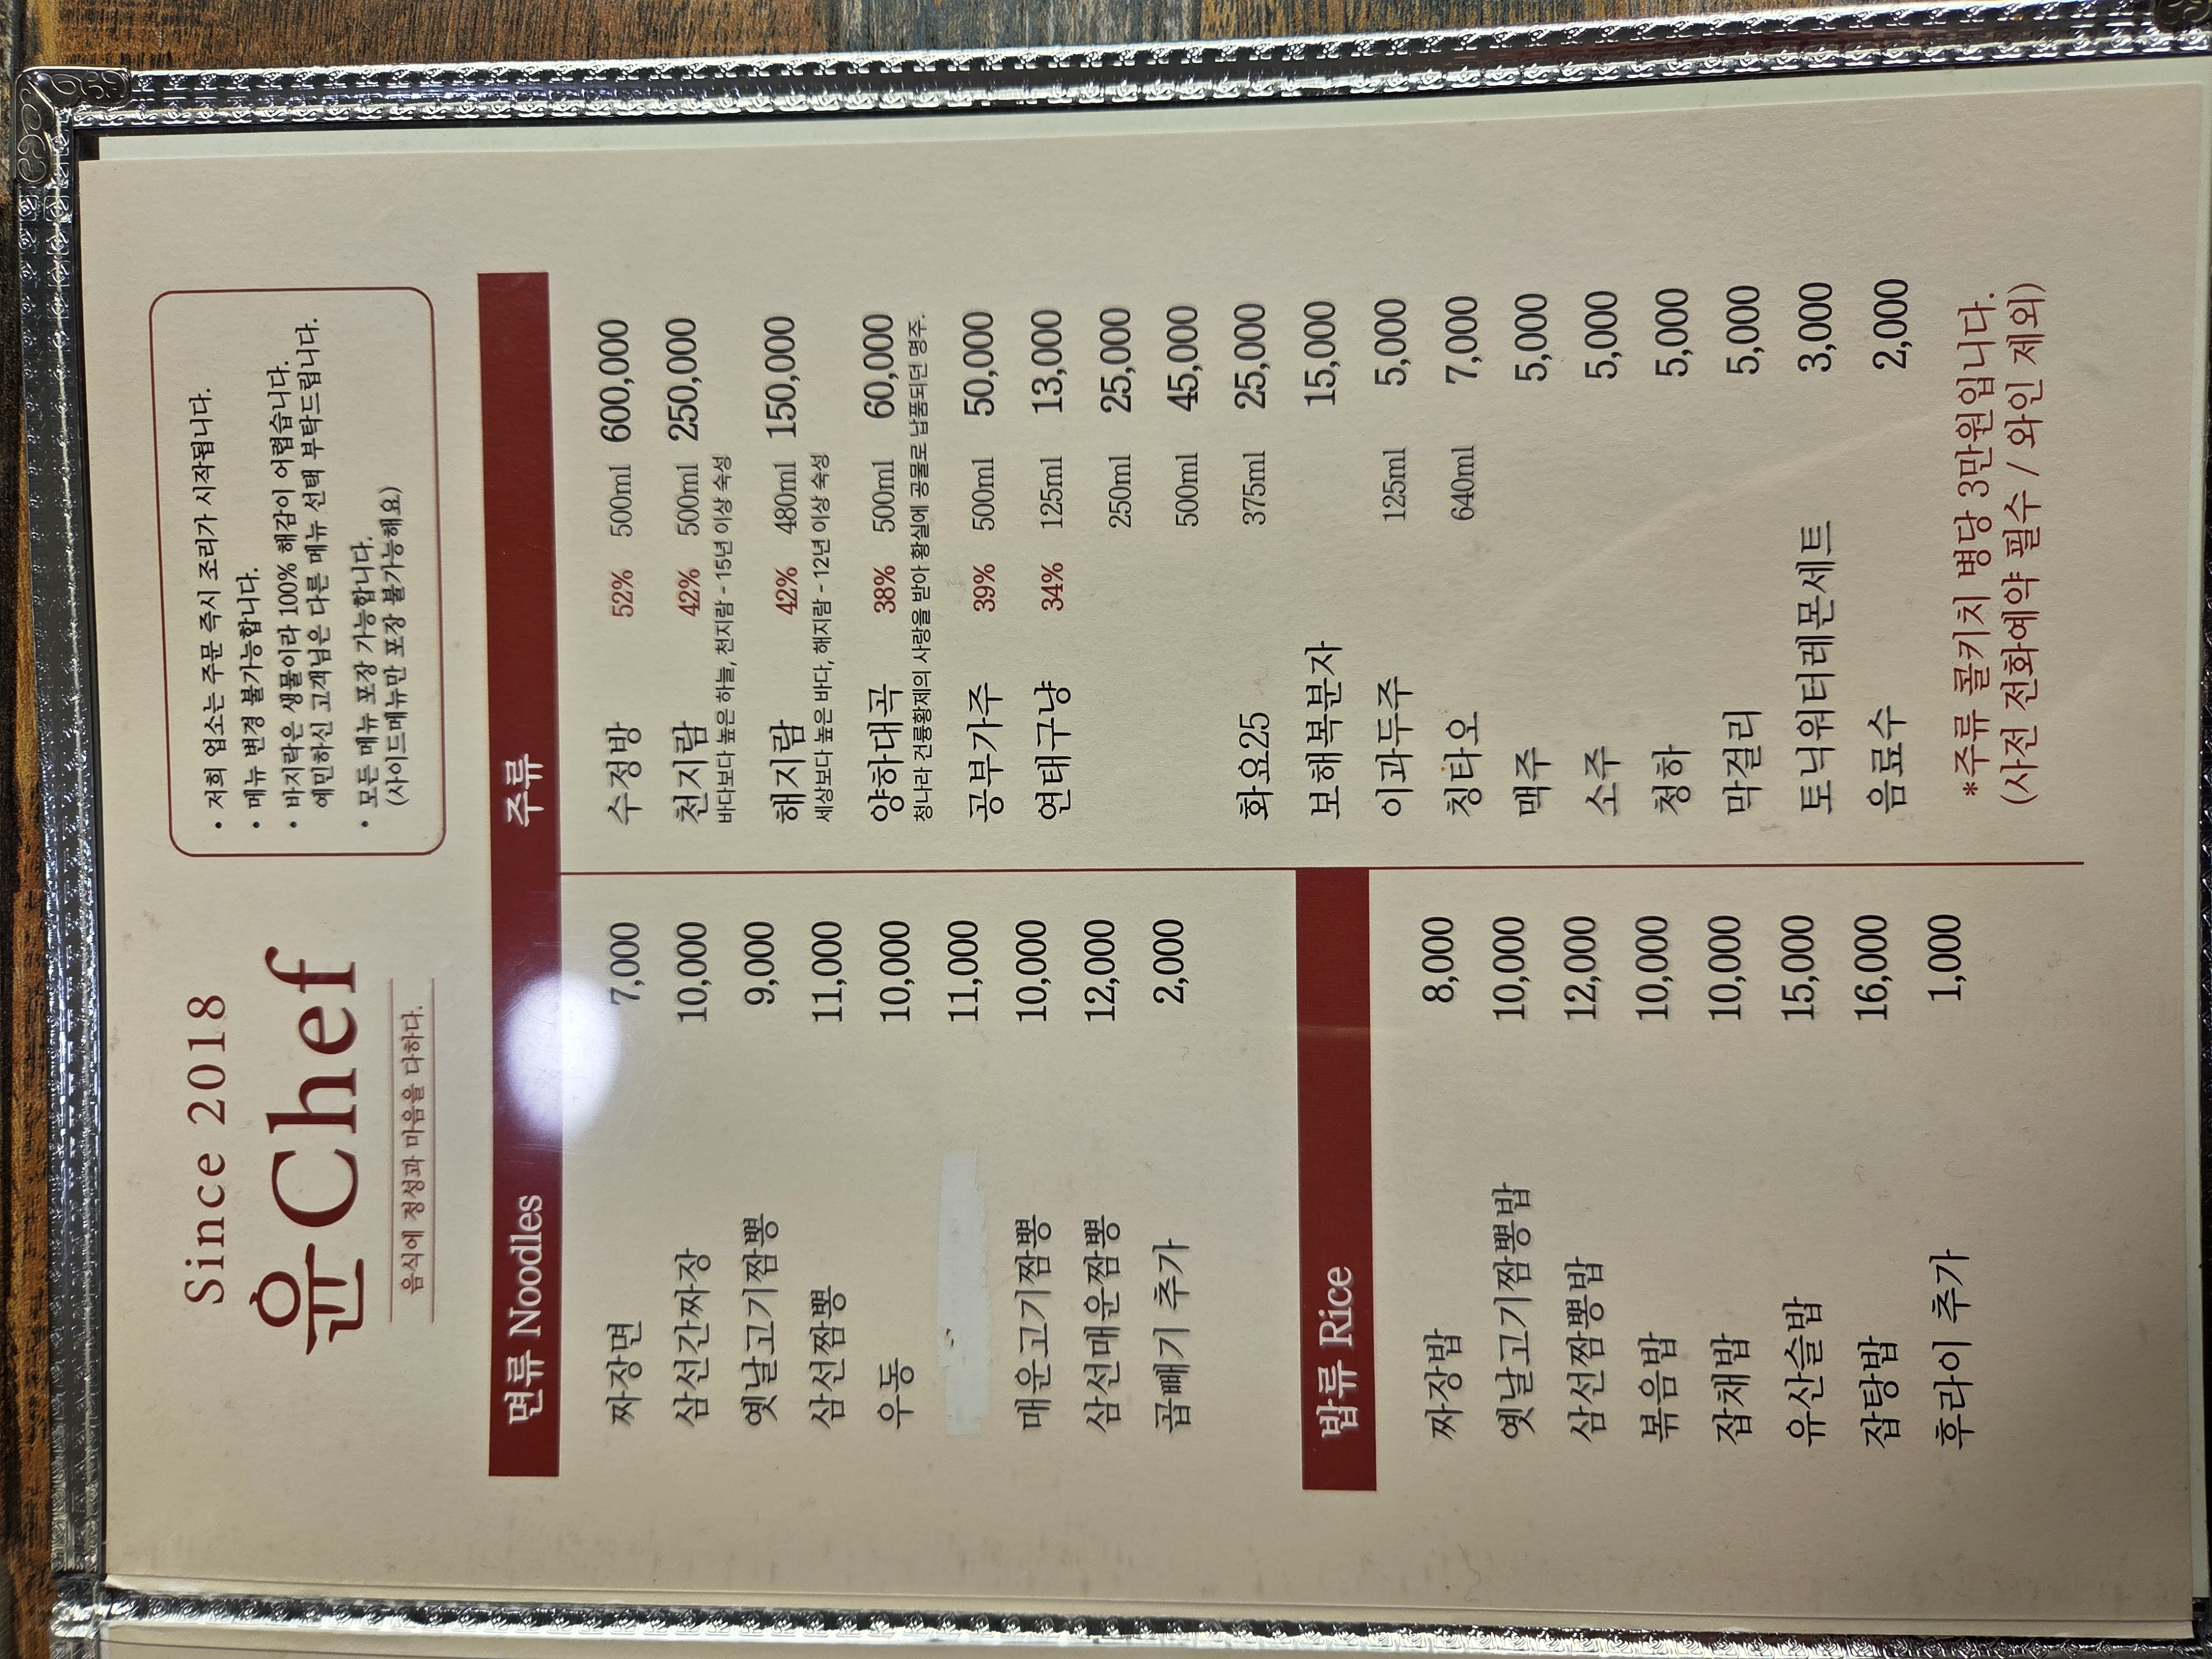 Since 2018
윤Chef
음식에 정성과 마음을 다하다.
• 저희 업소는 주문 즉시 조리가 시작됩니다.
• 메뉴 변경 불가능합니다.
• 바지락은 생물이라 100% 해감이 어렵습니다.
예민하신 고객님은 다른 메뉴 선택 부탁드립니다.
• 모든 메뉴 포장 가능합니다.
(사이드메뉴만 포장 불가능해요)
면류 Noodles
짜장면 7,000
삼선간짜장 10,000
옛날고기짬뽕 9,000
삼선짬뽕 11,000
우동 10,000
11,000
매운고기짬뽕 10,000
삼선매운짬뽕 12,000
곱빼기 추가 2,000
밥류 Rice
짜장밥 8,000
옛날고기짬뽕밥 10,000
삼선짬뽕밥 12,000
볶음밥 10,000
잡채밥 10,000
유산슬밥 15,000
잡탕밥 16,000
후라이 추가 1,000
주류
수정방 52% 500ml 600,000
천지람 42% 500ml 250,000
바다보다 높은 하늘, 천지람 - 15년 이상 숙성
해지람 42% 480ml 150,000
세상보다 높은 바다, 해지람 - 12년 이상 숙성
양하대곡 38% 500ml 60,000
청나라 건륭황제의 사랑을 받아 황실에 공물로 납품되던 명주.
공부가주 39% 500ml 50,000
연태구냥 34% 125ml 13,000
250ml 25,000
500ml 45,000
화요25 375ml 25,000
보해복분자 15,000
이과두주 125ml 5,000
칭타오 640ml 7,000
맥주 5,000
소주 5,000
청하 5,000
막걸리 5,000
토닉워터레몬세트 3,000
음료수 2,000
*주류 콜키치 병당 3만원입니다.
(사전 전화예약 필수 / 와인 제외)